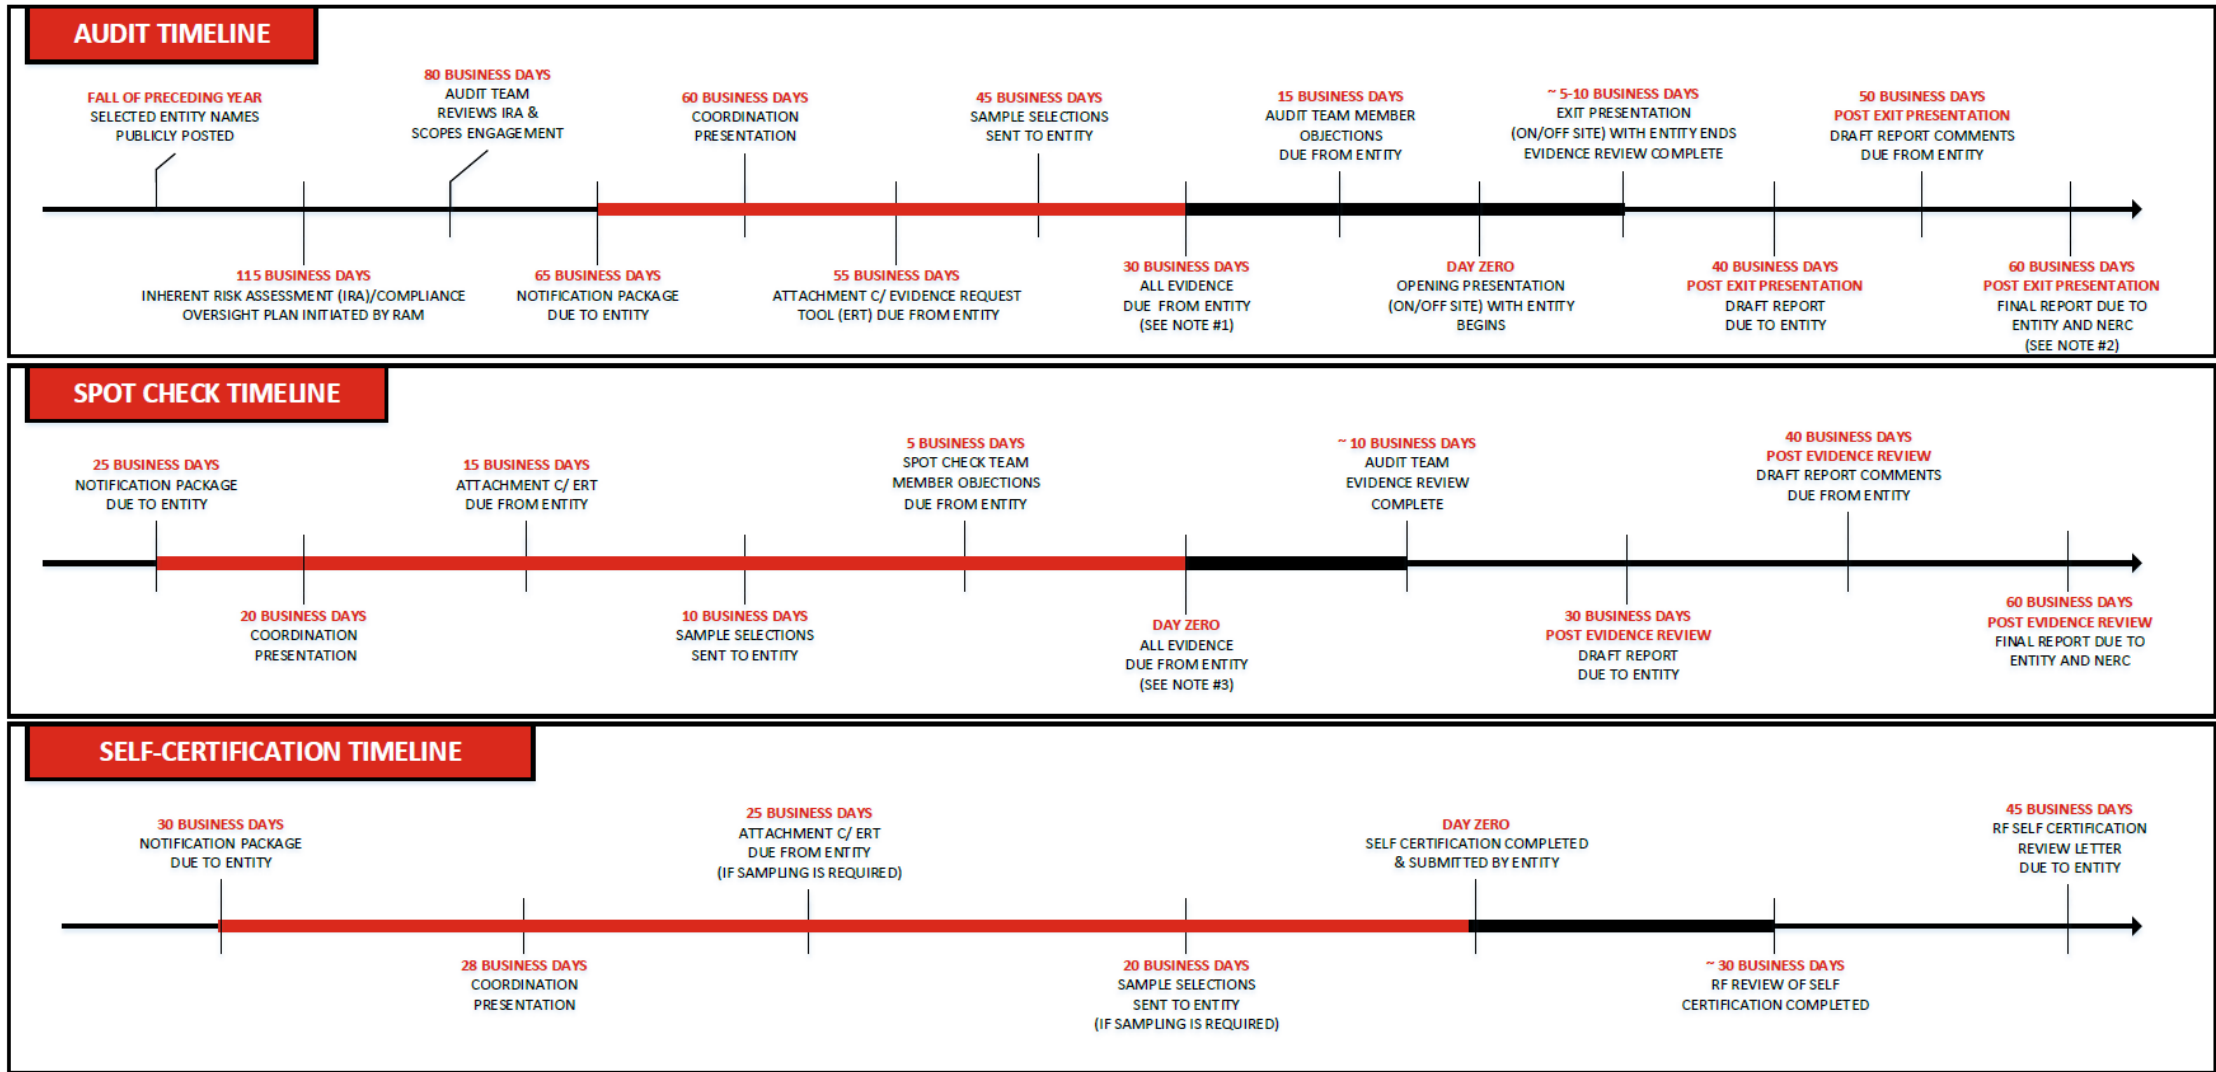 AUDIT TIMELINE
FALL OF PRECEDING YEAR
SELECTED ENTITY NAMES
PUBLICLY POSTED
80 BUSINESS DAYS
AUDIT TEAM
REVIEWS IRA &
SCOPES ENGAGEMENT
60 BUSINESS DAYS
COORDINATION
PRESENTATION
45 BUSINESS DAYS
SAMPLE SELECTIONS
SENT TO ENTITY
15 BUSINESS DAYS
AUDIT TEAM MEMBER
OBJECTIONS
DUE FROM ENTITY
~ 5-10 BUSINESS DAYS
EXIT PRESENTATION
(ON/OFF SITE) WITH ENTITY ENDS
EVIDENCE REVIEW COMPLETE
50 BUSINESS DAYS
POST EXIT PRESENTATION
DRAFT REPORT COMMENTS
DUE FROM ENTITY
115 BUSINESS DAYS
INHERENT RISK ASSESSMENT (IRA)/COMPLIANCE
OVERSIGHT PLAN INITIATED BY RAM
65 BUSINESS DAYS
NOTIFICATION PACKAGE
DUE TO ENTITY
55 BUSINESS DAYS
ATTACHMENT C/ EVIDENCE REQUEST
TOOL (ERT) DUE FROM ENTITY
30 BUSINESS DAYS
ALL EVIDENCE
DUE FROM ENTITY
(SEE NOTE #1)
DAY ZERO
OPENING PRESENTATION
(ON/OFF SITE) WITH ENTITY
BEGINS
40 BUSINESS DAYS
POST EXIT PRESENTATION
DRAFT REPORT
DUE TO ENTITY
60 BUSINESS DAYS
POST EXIT PRESENTATION
FINAL REPORT DUE TO
ENTITY AND NERC
(SEE NOTE #2)
SPOT CHECK TIMELINE
25 BUSINESS DAYS
NOTIFICATION PACKAGE
DUE TO ENTITY
15 BUSINESS DAYS
ATTACHMENT C/ ERT
DUE FROM ENTITY
5 BUSINESS DAYS
SPOT CHECK TEAM
MEMBER OBJECTIONS
DUE FROM ENTITY
~ 10 BUSINESS DAYS
AUDIT TEAM
EVIDENCE REVIEW
COMPLETE
40 BUSINESS DAYS
POST EVIDENCE REVIEW
DRAFT REPORT COMMENTS
DUE FROM ENTITY
20 BUSINESS DAYS
COORDINATION
PRESENTATION
10 BUSINESS DAYS
SAMPLE SELECTIONS
SENT TO ENTITY
DAY ZERO
ALL EVIDENCE
DUE FROM ENTITY
(SEE NOTE #3)
30 BUSINESS DAYS
POST EVIDENCE REVIEW
DRAFT REPORT
DUE TO ENTITY
60 BUSINESS DAYS
POST EVIDENCE REVIEW
FINAL REPORT DUE TO
ENTITY AND NERC
SELF-CERTIFICATION TIMELINE
30 BUSINESS DAYS
NOTIFICATION PACKAGE
DUE TO ENTITY
25 BUSINESS DAYS
ATTACHMENT C/ ERT
DUE FROM ENTITY
(IF SAMPLING IS REQUIRED)
DAY ZERO
SELF CERTIFICATION COMPLETED
& SUBMITTED BY ENTITY
45 BUSINESS DAYS
RF SELF CERTIFICATION
REVIEW LETTER
DUE TO ENTITY
28 BUSINESS DAYS
COORDINATION
PRESENTATION
20 BUSINESS DAYS
SAMPLE SELECTIONS
SENT TO ENTITY
(IF SAMPLING IS REQUIRED)
~ 30 BUSINESS DAYS
RF REVIEW OF SELF
CERTIFICATION COMPLETED